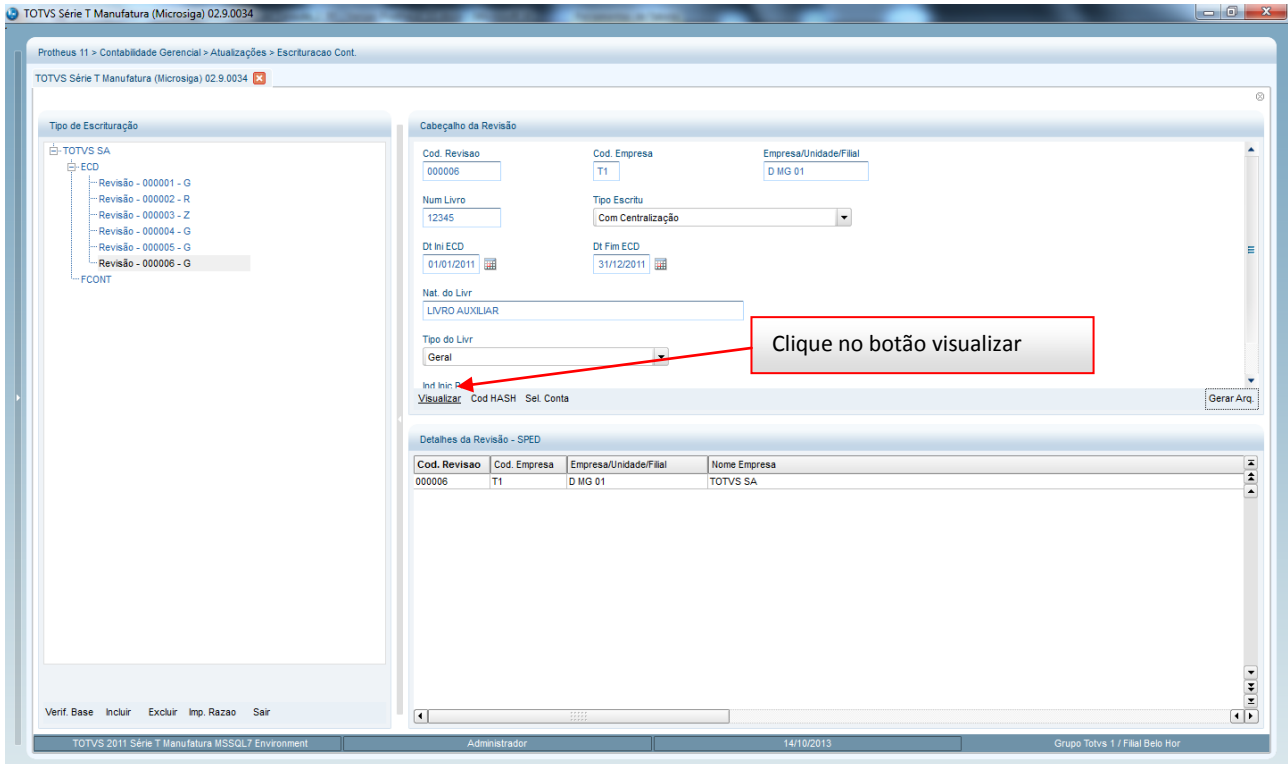 TOTVS Série T Manufatura (Microsiga) 02.9.0034
Protheus 11 > Contabilidade Gerencial > Atualizações > Escrituracao Cont.
TOTVS Série T Manufatura (Microsiga) 02.9.0034
Tipo de Escrituração
TOTVS SA
ECD
Revisão - 000001 - G
Revisão - 000002 - R
Revisão - 000003 - Z
Revisão - 000004 - G
Revisão - 000005 - G
Revisão - 000006 - G
FCONT
Verif. Base Incluir Excluir Imp. Razao Sair
Cabeçalho da Revisão
Cod. Revisao Cod. Empresa Empresa/Unidade/Filial
000006 T1 D MG 01
Num Livro Tipo Escritu
12345 Com Centralização
Dt Ini ECD Dt Fim ECD
01/01/2011 31/12/2011
Nat. do Livr
LIVRO AUXILIAR
Tipo do Livr
Geral
Clique no botão visualizar
Ind Inic P
Visualizar Cod HASH Sel. Conta Gerar Arq.
Detalhes da Revisão - SPED
Cod. Revisao Cod. Empresa Empresa/Unidade/Filial Nome Empresa
000006 T1 D MG 01 TOTVS SA
TOTVS 2011 Série T Manufatura MSSQL7 Environment Administrador 14/10/2013 Grupo Totvs 1 / Filial Belo Hor